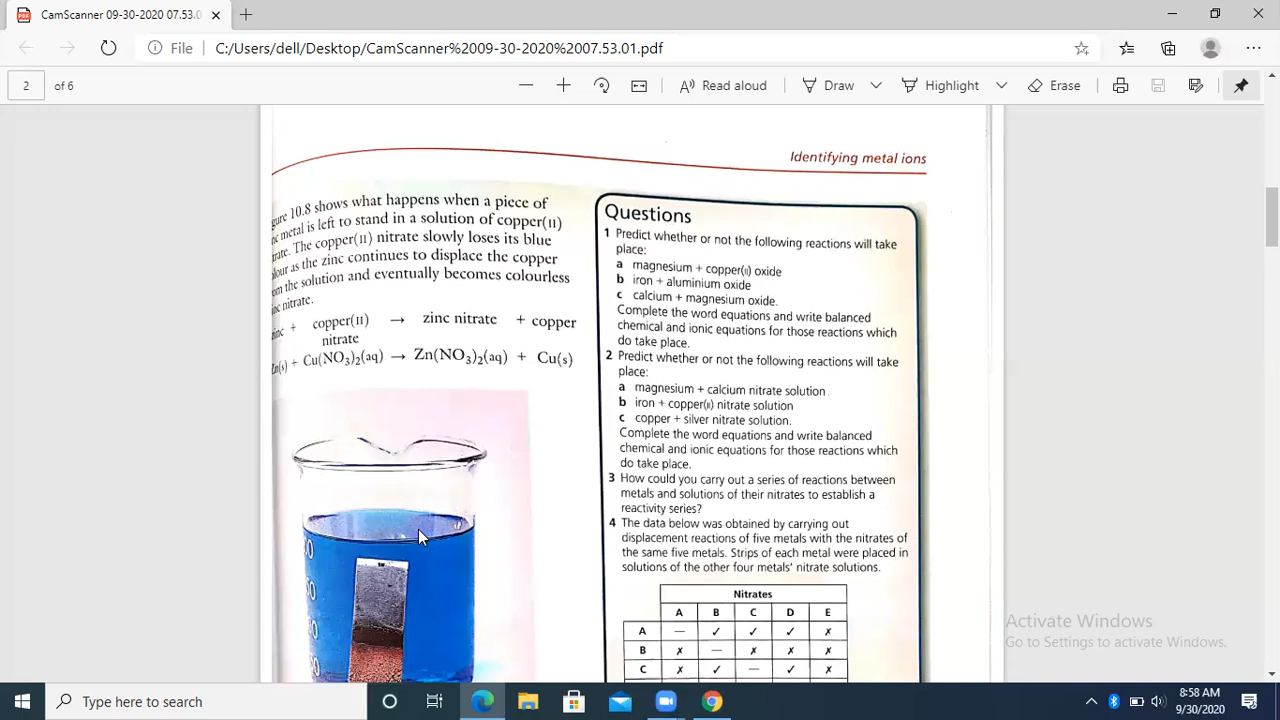 CamScanner 09-30-2020 07.53.0
File
C:/Users/dell/Desktop/CamScanner%2009-30-2020%2007.53.01.pdf
2 of 6
Read aloud
Draw
Highlight
Erase
Identifying metal ions
10.8 shows what happens when a piece of
metal is left to stand in a solution of copper(II)
The copper(II) nitrate slowly loses its blue
as the zinc continues to displace the copper
the solution and eventually becomes colourless
nitrate.
copper(II) → zinc nitrate + copper
nitrate
+ Cu(NO3)2(aq) → Zn(NO3)2(aq) + Cu(s)
Questions
1 Predict whether or not the following reactions will take
place:
a magnesium + copper(II) oxide
b iron + aluminium oxide
c calcium + magnesium oxide.
Complete the word equations and write balanced
chemical and ionic equations for those reactions which
do take place.
2 Predict whether or not the following reactions will take
place:
a magnesium + calcium nitrate solution
b iron + copper(II) nitrate solution
c copper + silver nitrate solution.
Complete the word equations and write balanced
chemical and ionic equations for those reactions which
do take place.
3 How could you carry out a series of reactions between
metals and solutions of their nitrates to establish a
reactivity series?
4 The data below was obtained by carrying out
displacement reactions of five metals with the nitrates of
the same five metals. Strips of each metal were placed in
solutions of the other four metals' nitrate solutions.
Nitrates
A B C D E
A — ✓ ✓ ✓ ✗
B ✗ — ✗ ✗ ✗
C ✗ ✓ — ✓ ✗
Activate Windows
Go to Settings to activate Windows.
Type here to search
8:58 AM
9/30/2020